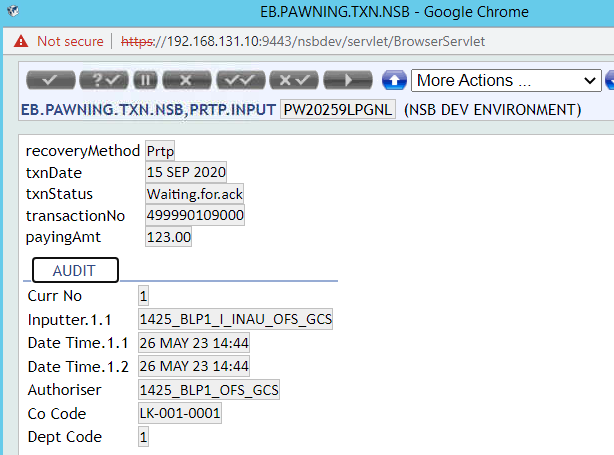 EB.PAWNING.TXN.NSB - Google Chrome
Not secure | https://192.168.131.10:9443/nsbdev/servlet/BrowserServlet
More Actions ...
EB.PAWNING.TXN.NSB,PRTP.INPUT PW20259LPGNL (NSB DEV ENVIRONMENT)
recoveryMethod Prtp
txnDate 15 SEP 2020
txnStatus Waiting.for.ack
transactionNo 499990109000
payingAmt 123.00
AUDIT
Curr No 1
Inputter.1.1 1425_BLP1_I_INAU_OFS_GCS
Date Time.1.1 26 MAY 23 14:44
Date Time.1.2 26 MAY 23 14:44
Authoriser 1425_BLP1_OFS_GCS
Co Code LK-001-0001
Dept Code 1